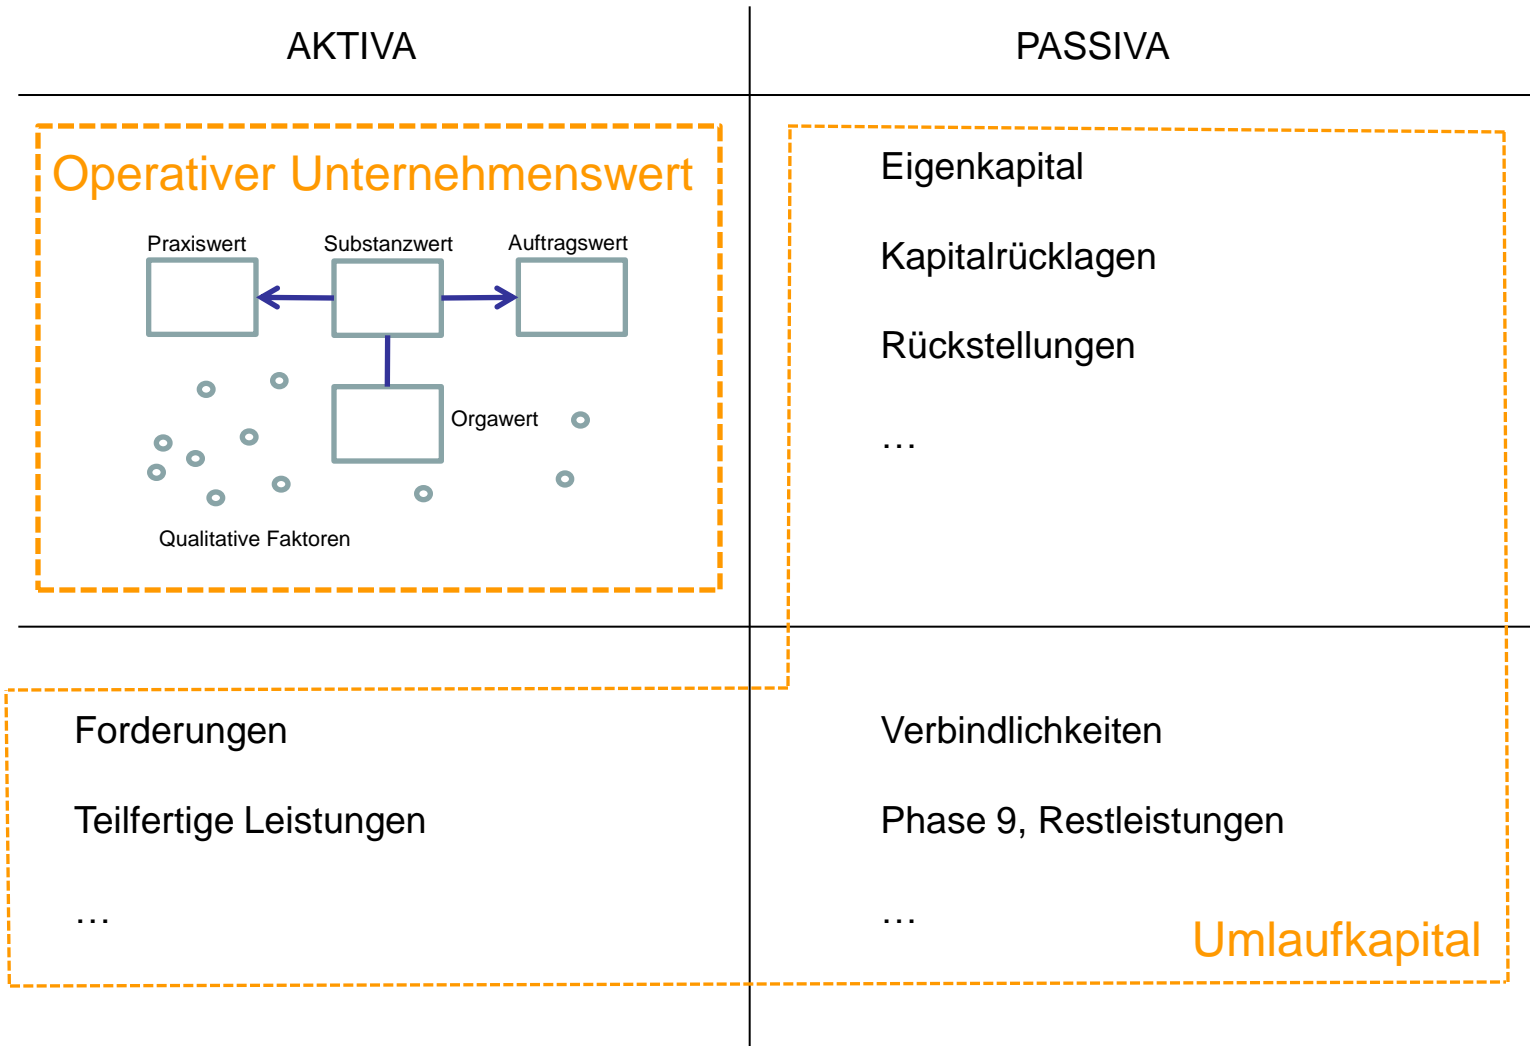 AKTIVA
PASSIVA
Operativer Unternehmenswert
Praxiswert
Substanzwert
Auftragswert
Orgawert
Qualitative Faktoren
Eigenkapital
Kapitalrücklagen
Rückstellungen
…
Forderungen
Teilfertige Leistungen
…
Verbindlichkeiten
Phase 9, Restleistungen
…
Umlaufkapital